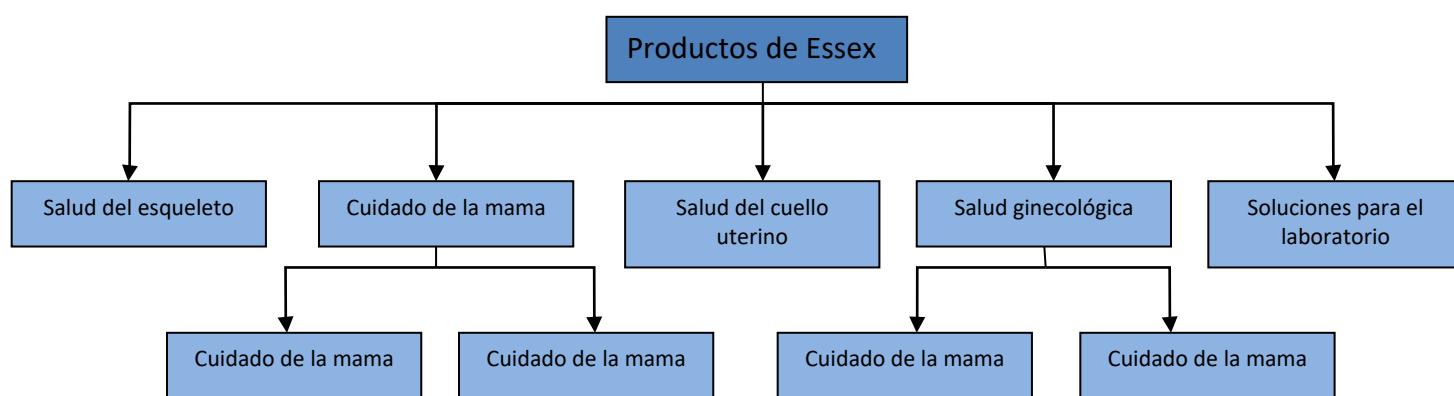 Productos de Essex
Salud del esqueleto
Cuidado de la mama
Salud del cuello
uterino
Salud ginecológica
Soluciones para el
laboratorio
Cuidado de la mama
Cuidado de la mama
Cuidado de la mama
Cuidado de la mama